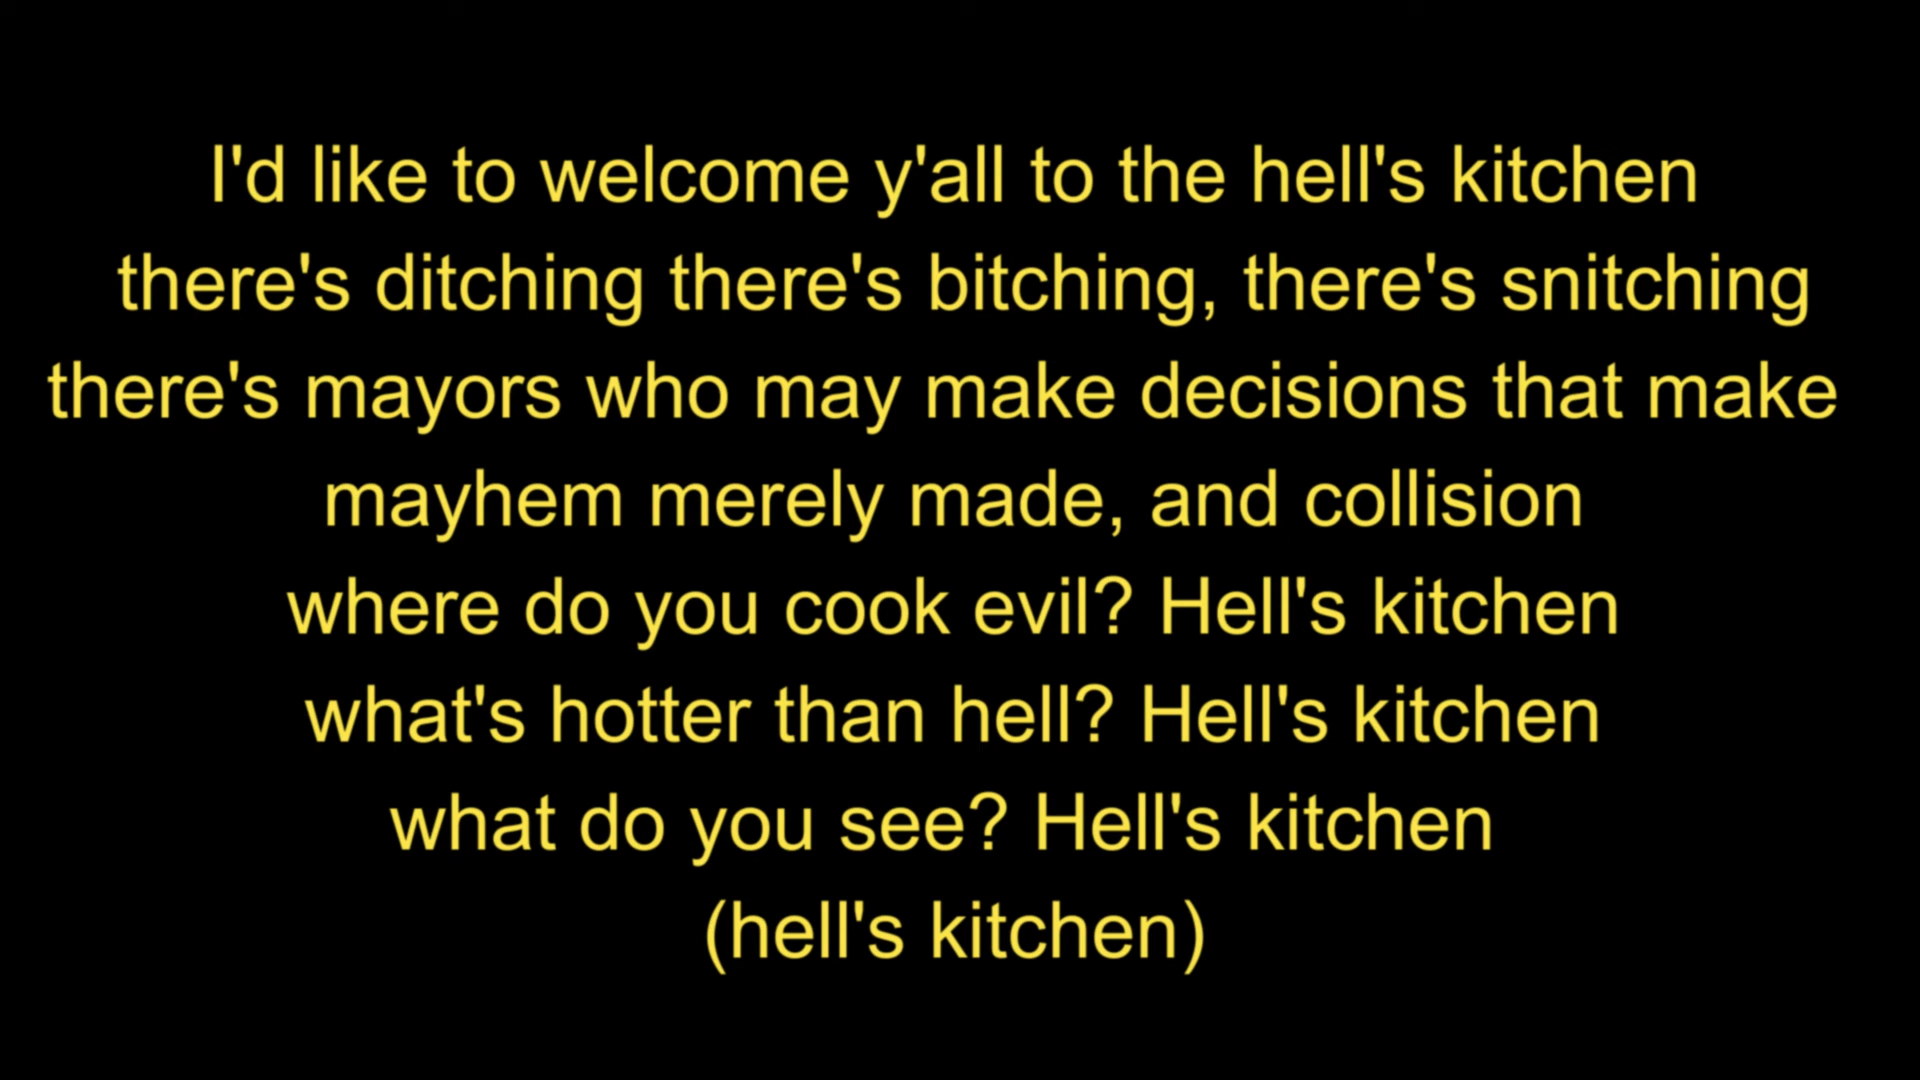 I'd like to welcome y'all to the hell's kitchen
there's ditching there's bitching, there's snitching
there's mayors who may make decisions that make
mayhem merely made, and collision
where do you cook evil? Hell's kitchen
what's hotter than hell? Hell's kitchen
what do you see? Hell's kitchen
(hell's kitchen)